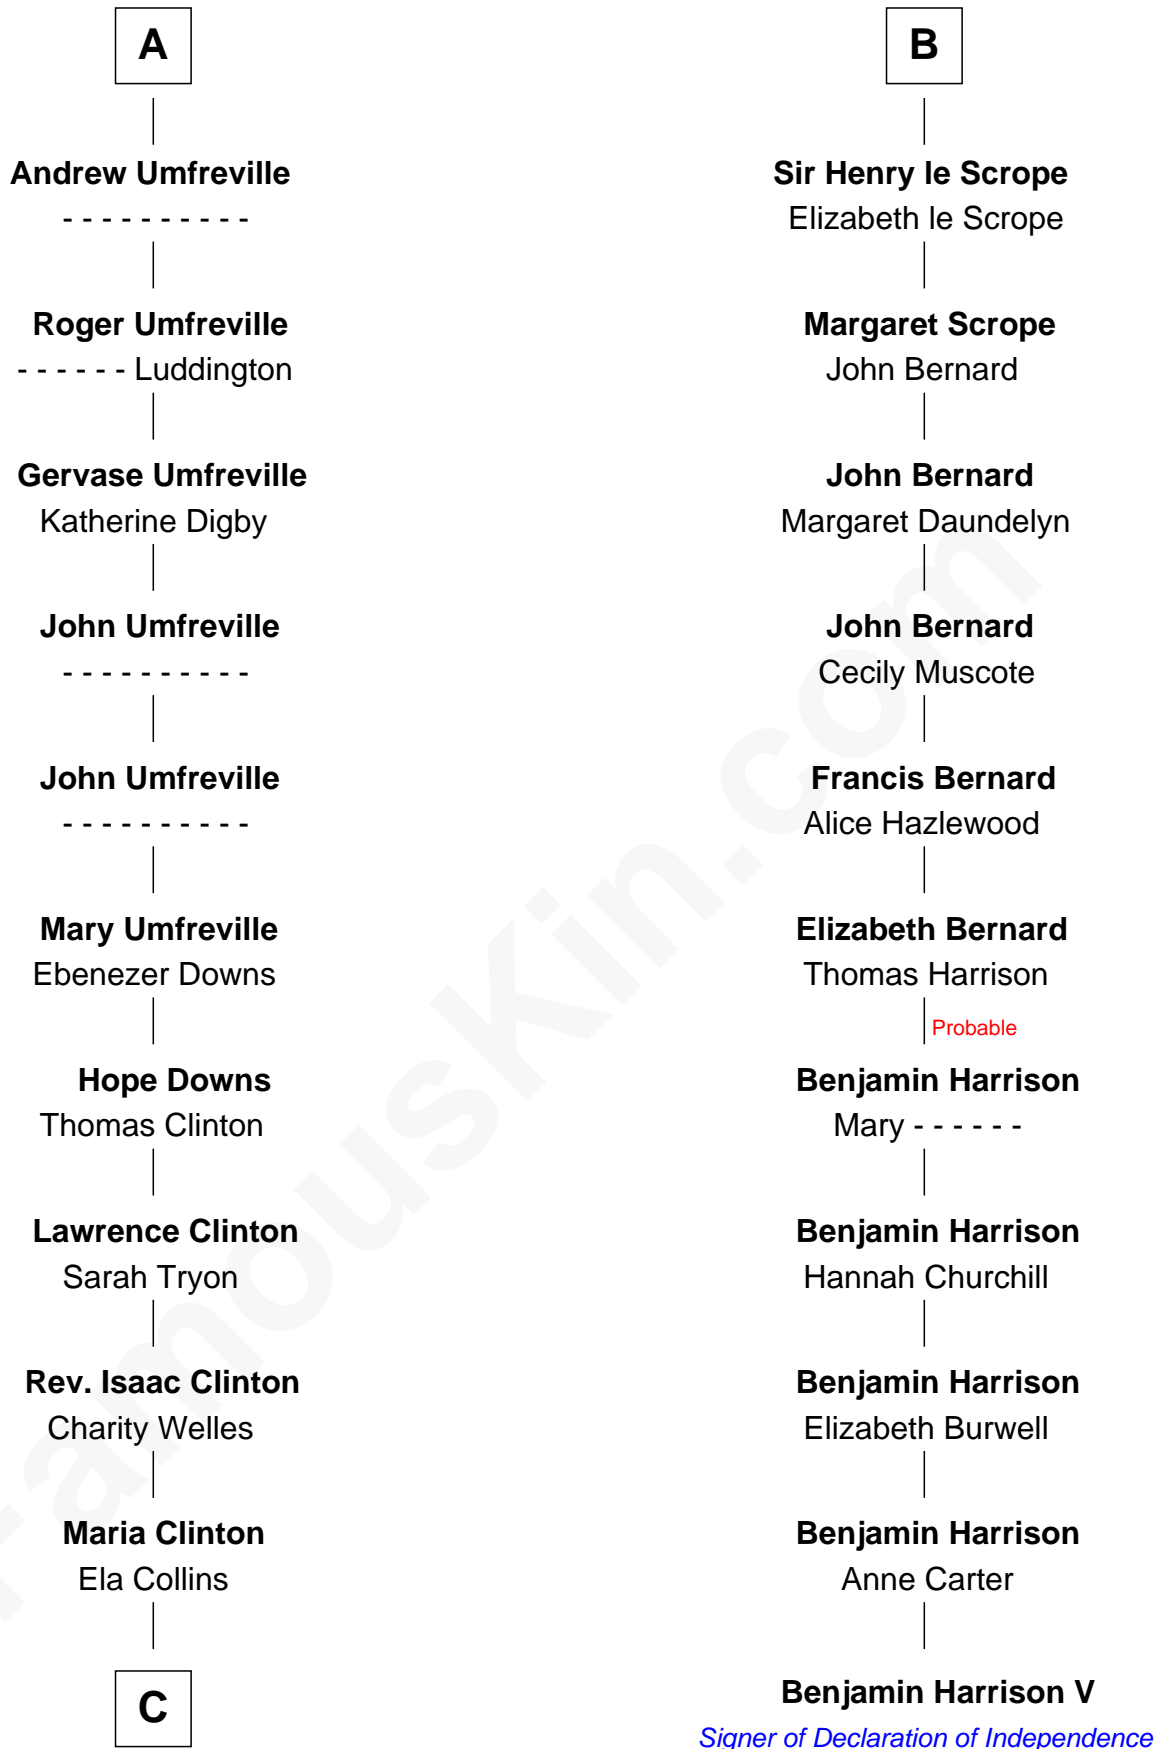 A
Andrew Umfreville
- - - - - - - - - -
Roger Umfreville
- - - - - - Luddington
Gervase Umfreville
Katherine Digby
John Umfreville
- - - - - - - - - -
John Umfreville
- - - - - - - - - -
Mary Umfreville
Ebenezer Downs
Hope Downs
Thomas Clinton
Lawrence Clinton
Sarah Tryon
Rev. Isaac Clinton
Charity Welles
Maria Clinton
Ela Collins
C
B
Sir Henry le Scrope
Elizabeth le Scrope
Margaret Scrope
John Bernard
John Bernard
Margaret Daundelyn
John Bernard
Cecily Muscote
Francis Bernard
Alice Hazlewood
Elizabeth Bernard
Thomas Harrison
Probable
Benjamin Harrison
Mary - - - - - -
Benjamin Harrison
Hannah Churchill
Benjamin Harrison
Elizabeth Burwell
Benjamin Harrison
Anne Carter
Benjamin Harrison V
Signer of Declaration of Independence
FamousKin.com